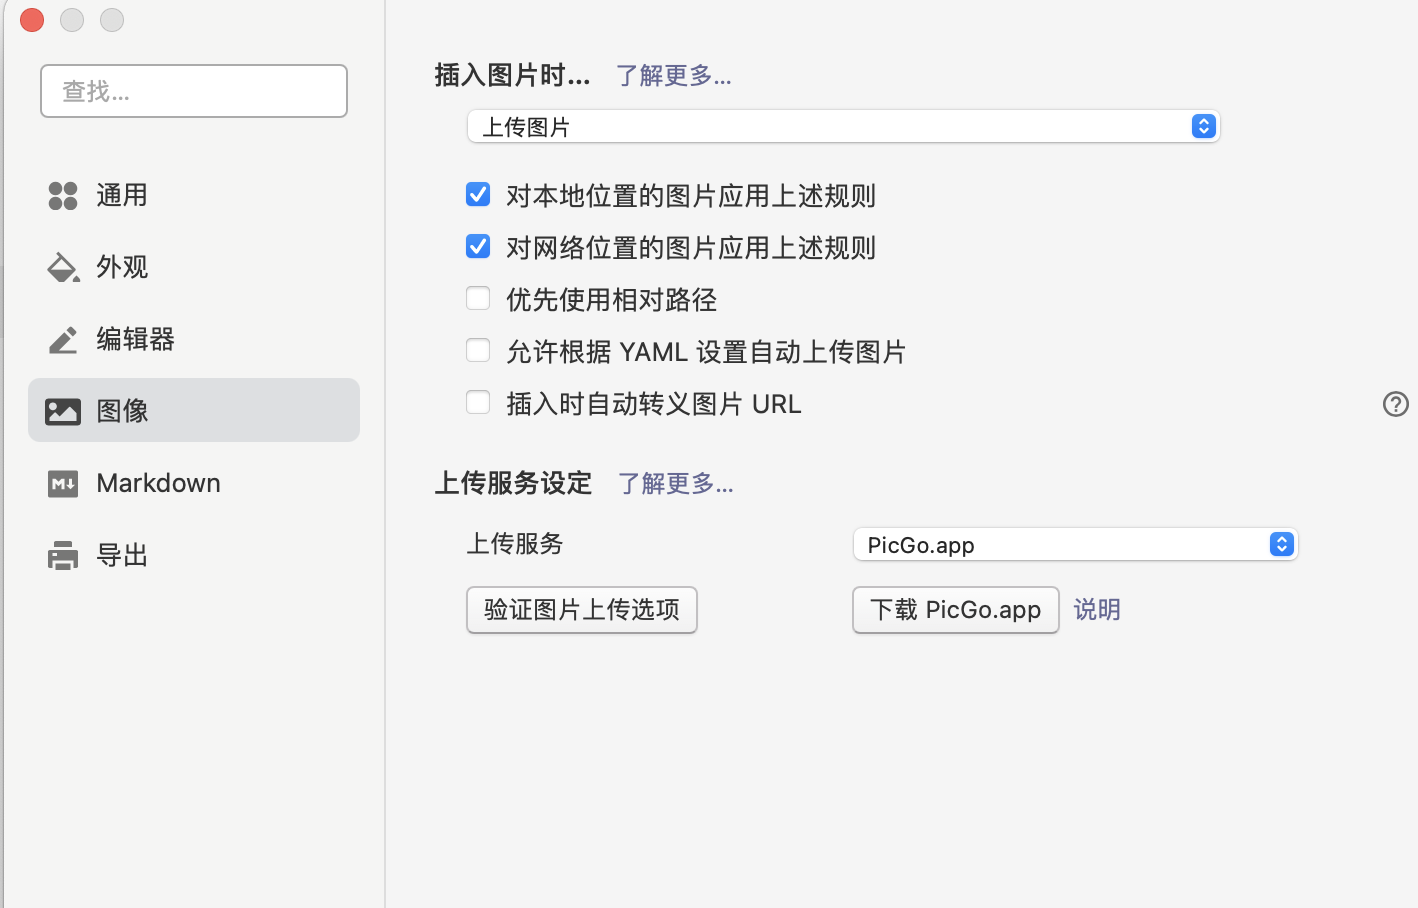 查找...
通用
外观
编辑器
图像
Markdown
导出
插入图片时... 了解更多...
上传图片
对本地位置的图片应用上述规则
对网络位置的图片应用上述规则
优先使用相对路径
允许根据 YAML 设置自动上传图片
插入时自动转义图片 URL
上传服务设定 了解更多...
上传服务 PicGo.app
验证图片上传选项 下载 PicGo.app 说明